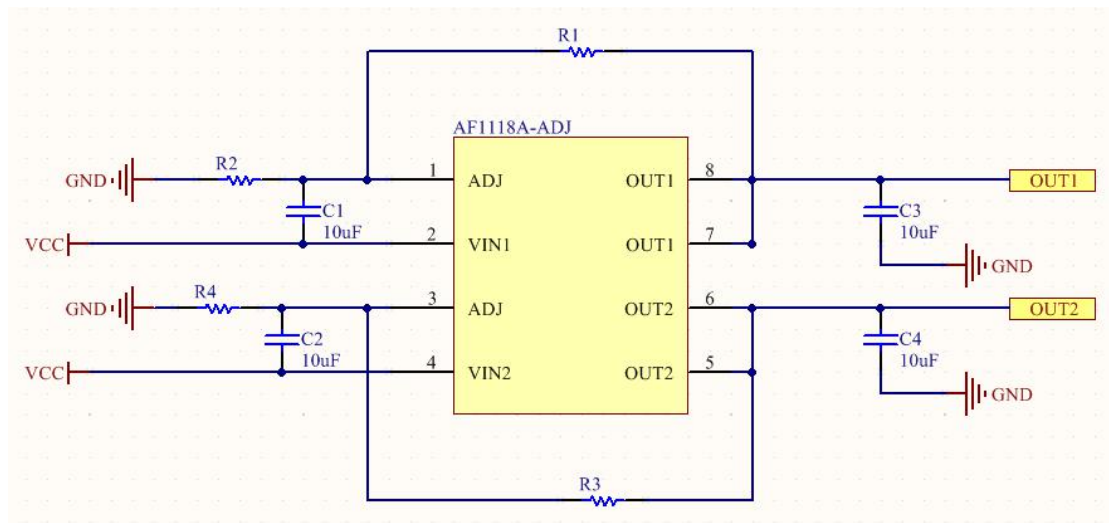 R1
AF1118A-ADJ
R2
GND
1
ADJ
OUT1
8
OUT1
C1
10uF
C3
10uF
VCC
2
VIN1
OUT1
7
GND
R4
GND
3
ADJ
OUT2
6
OUT2
C2
10uF
C4
10uF
VCC
4
VIN2
OUT2
5
GND
R3